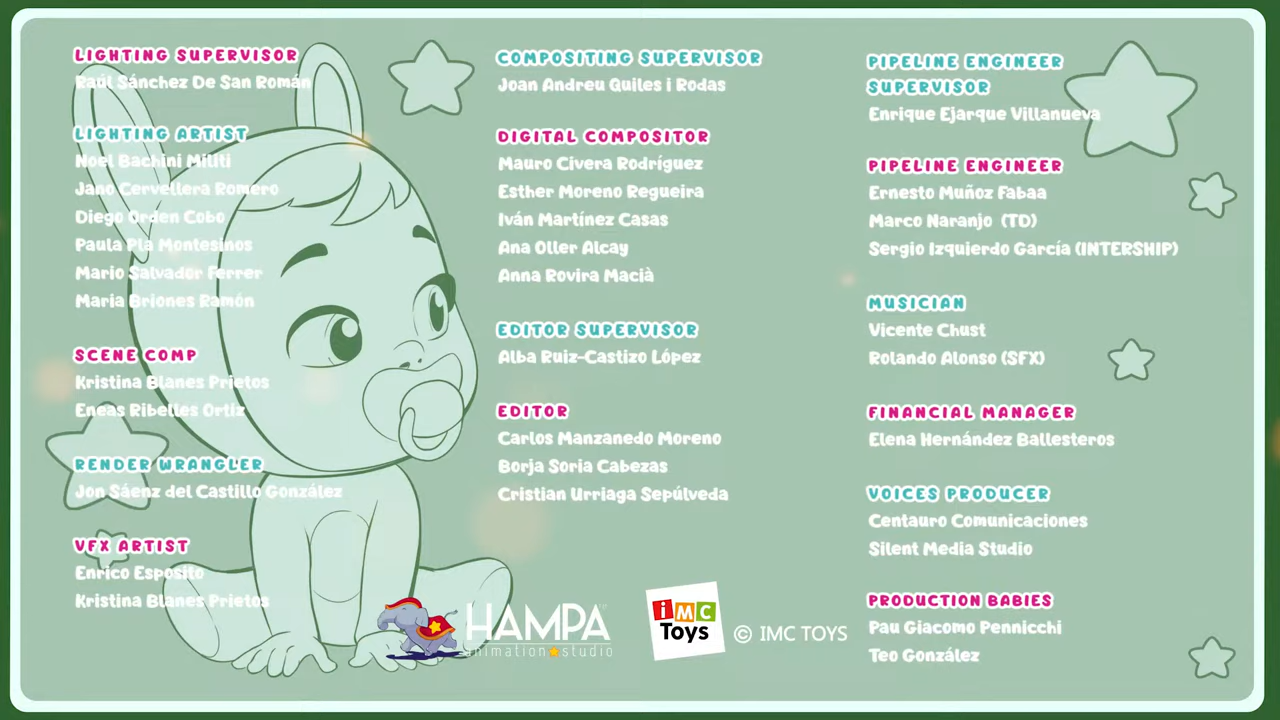 LIGHTING SUPERVISOR
Raúl Sánchez De San Román
LIGHTING ARTIST
Noel Bachini Militi
Jano Cervellera Romero
Diego Orden Cobo
Paula Pla Montesinos
Mario Salvador Ferrer
Maria Briones Ramón
SCENE COMP
Kristina Blanes Prietos
Eneas Ribelles Ortiz
RENDER WRANGLER
Jon Sáenz del Castillo González
VFX ARTIST
Enrico Esposito
Kristina Blanes Prietos
COMPOSITING SUPERVISOR
Joan Andreu Quiles i Rodas
DIGITAL COMPOSITOR
Mauro Cívera Rodríguez
Esther Moreno Regueira
Iván Martínez Casas
Ana Oller Alcay
Anna Rovira Macià
EDITOR SUPERVISOR
Alba Ruiz-Castizo López
EDITOR
Carlos Manzanedo Moreno
Borja Soria Cabezas
Cristian Urriaga Sepúlveda
HAMPA
animation studio
imc
Toys
© IMC TOYS
PIPELINE ENGINEER
SUPERVISOR
Enrique Ejarque Villanueva
PIPELINE ENGINEER
Ernesto Muñoz Fabaa
Marco Naranjo (TD)
Sergio Izquierdo García (INTERSHIP)
MUSICIAN
Vicente Chust
Rolando Alonso (SFX)
FINANCIAL MANAGER
Elena Hernández Ballesteros
VOICES PRODUCER
Centauro Comunicaciones
Silent Media Studio
PRODUCTION BABIES
Pau Giacomo Pennicchi
Teo González